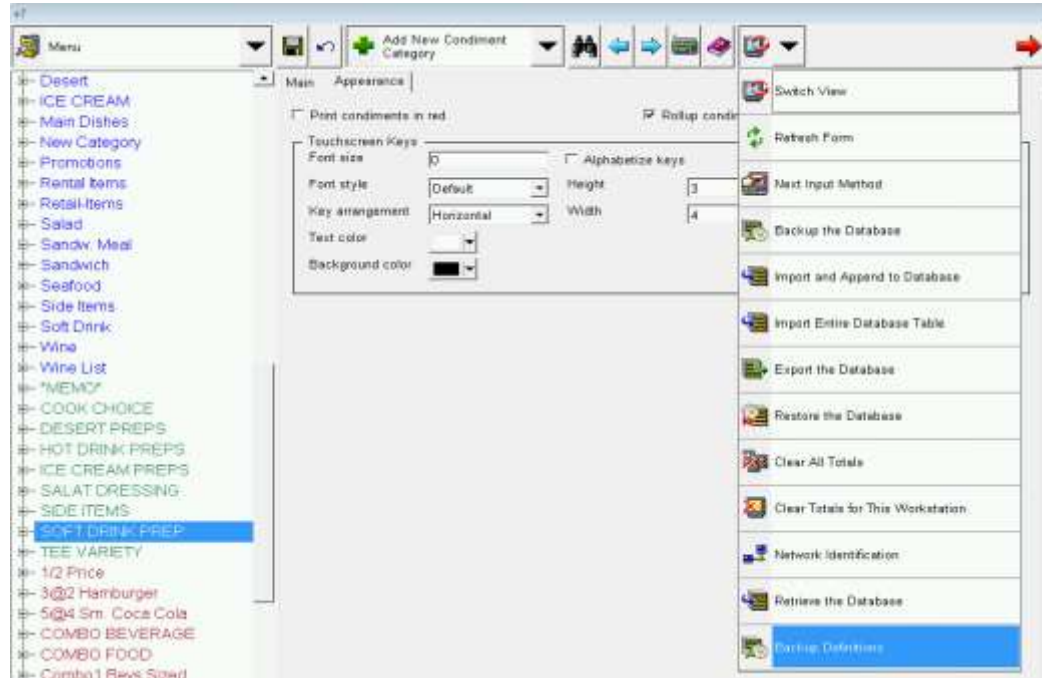 e7
Menu
Add New Condiment
Category
Desert
ICE CREAM
Main Dishes
New Category
Promotions
Rental Items
Retail-Items
Salad
Sandw. Meal
Sandwich
Seafood
Side Items
Soft Drink
Wine
Wine List
*MEMO*
COOK CHOICE
DESERT PREPS
HOT DRINK PREPS
ICE CREAM PREPS
SALAT DRESSING
SIDE ITEMS
SOFT DRINK PREP
TEE VARIETY
1/2 Price
3@2 Hamburger
5@4 Sm. Coca Cola
COMBO BEVERAGE
COMBO FOOD
Combo1 Bevs Sized
Main Appearance
Print condiments in red
Rollup condi
Touchscreen Keys
Font size 0
Alphabetize keys
Font style Default
Height 3
Key arrangement Horizontal
Width 4
Text color
Background color
Switch View
Refresh Form
Next Input Method
Backup the Database
Import and Append to Database
Import Entire Database Table
Export the Database
Restore the Database
Clear All Totals
Clear Totals for This Workstation
Network Identification
Retrieve the Database
Backup Definitions